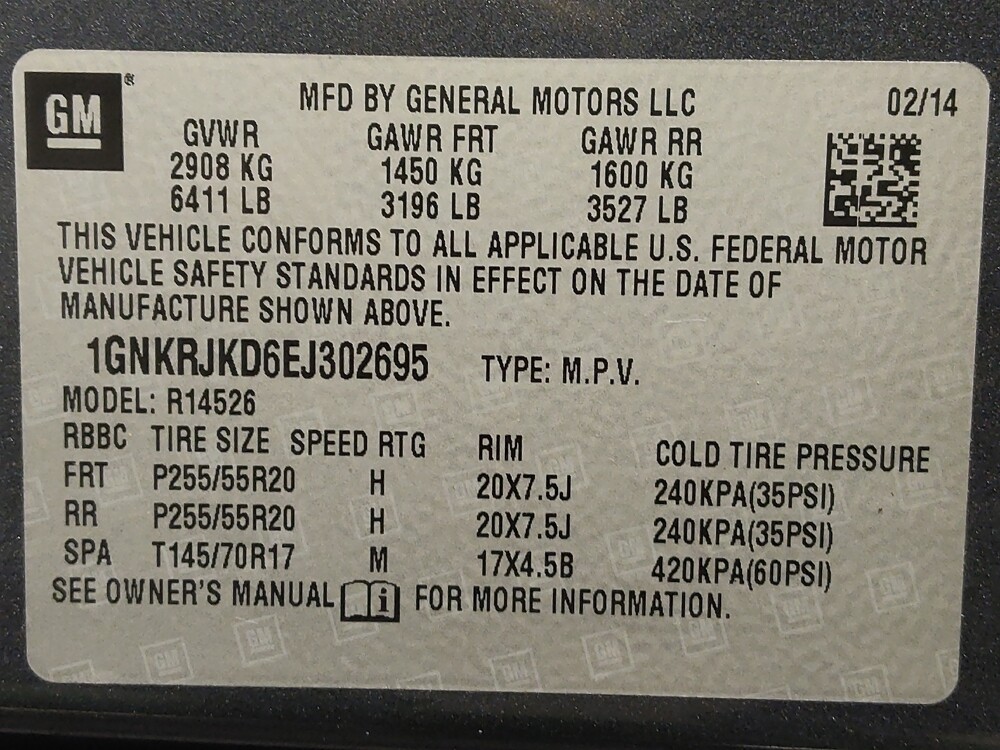 GM®
MFD BY GENERAL MOTORS LLC 02/14
GVWR GAWR FRT GAWR RR
2908 KG 1450 KG 1600 KG
6411 LB 3196 LB 3527 LB
THIS VEHICLE CONFORMS TO ALL APPLICABLE U.S. FEDERAL MOTOR
VEHICLE SAFETY STANDARDS IN EFFECT ON THE DATE OF
MANUFACTURE SHOWN ABOVE.
1GNKRJKD6EJ302695 TYPE: M.P.V.
MODEL: R14526
RBBC TIRE SIZE SPEED RTG RIM COLD TIRE PRESSURE
FRT P255/55R20 H 20X7.5J 240KPA(35PSI)
RR P255/55R20 H 20X7.5J 240KPA(35PSI)
SPA T145/70R17 M 17X4.5B 420KPA(60PSI)
SEE OWNER'S MANUAL i FOR MORE INFORMATION.